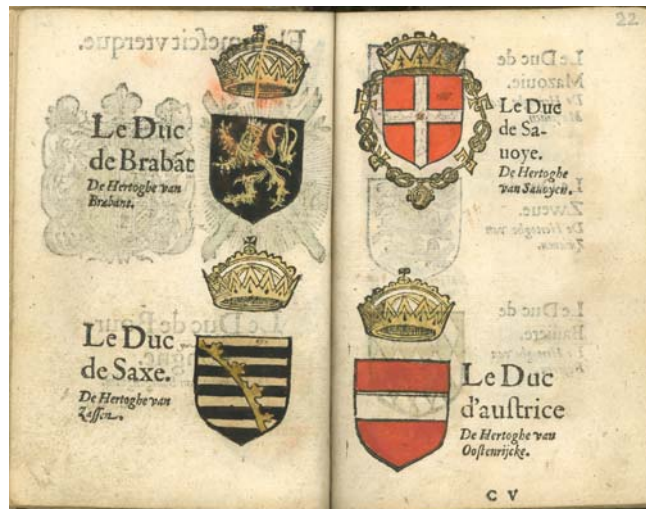 Le Duc
de Brabãt
De Hertoghe van
Brabant.
Le Duc
de Saxe.
De Hertoghe van
Zassen.
22
Le Duc
de Sa-
uoye.
De Hertoghe
van Sauoyen.
Le Duc
d'auſtrice
De Hertoghe van
Ooſtenrijcke.
C V